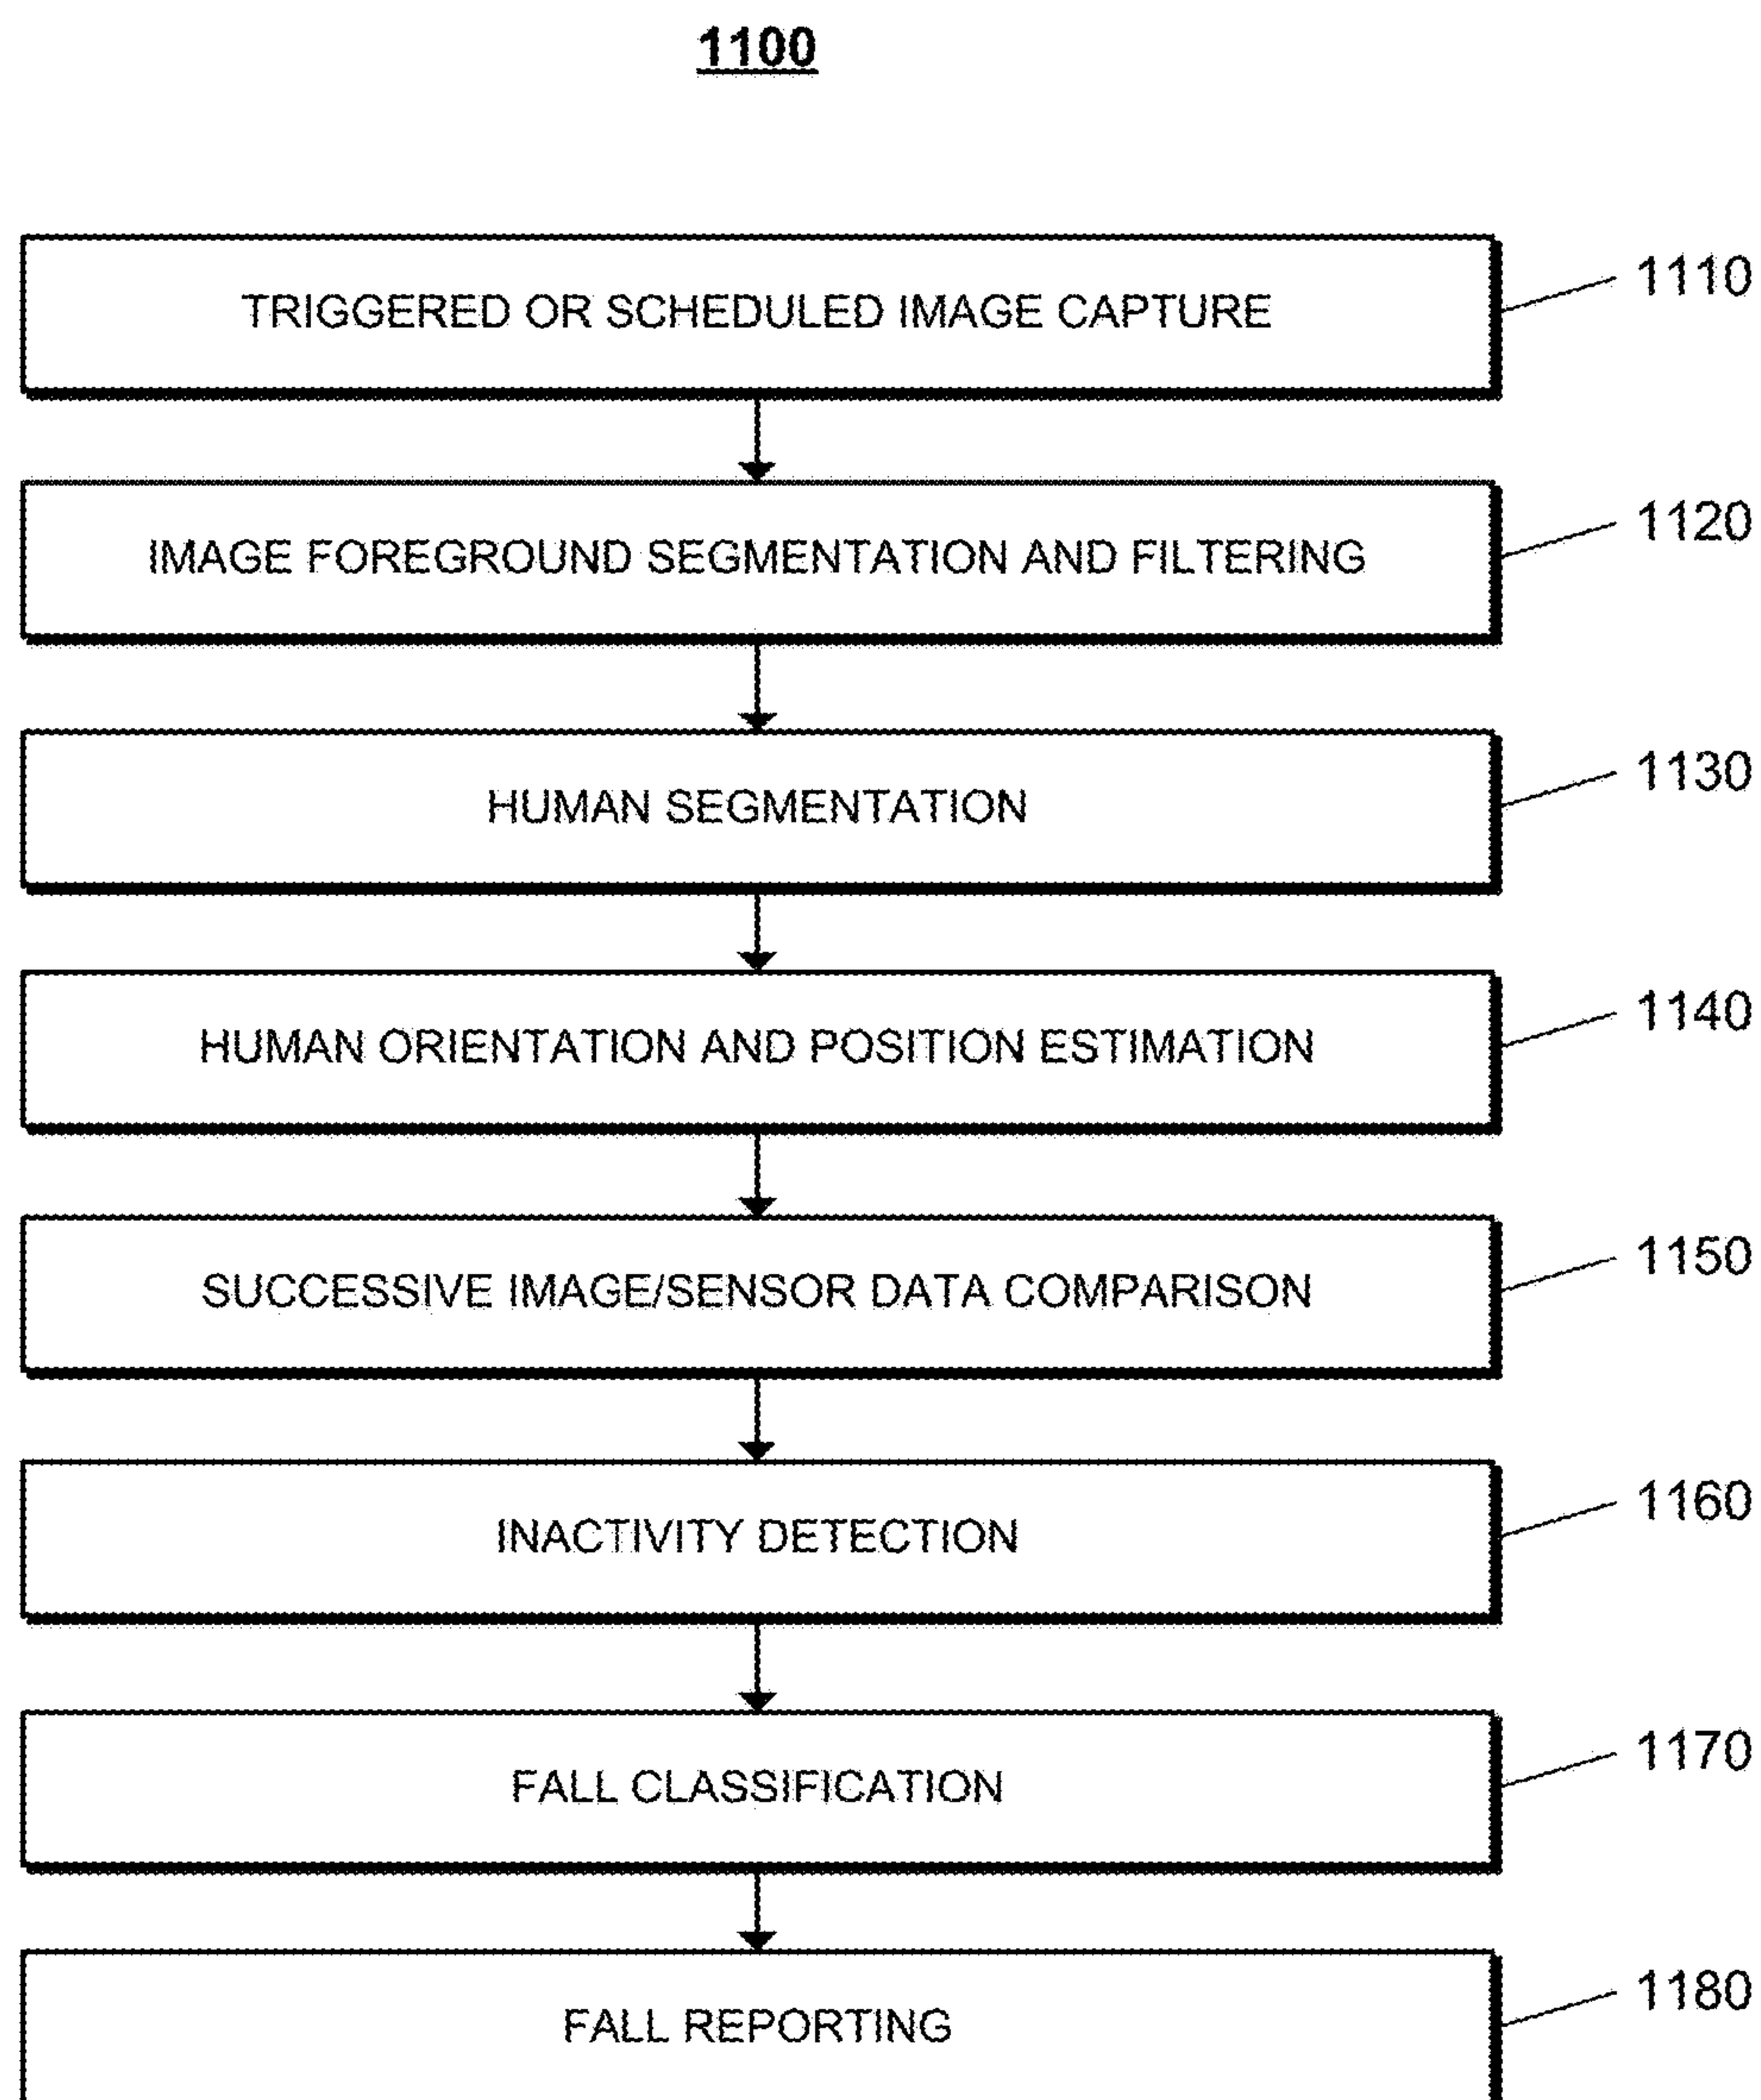 1100
TRIGGERED OR SCHEDULED IMAGE CAPTURE
1110
IMAGE FOREGROUND SEGMENTATION AND FILTERING
1120
HUMAN SEGMENTATION
1130
HUMAN ORIENTATION AND POSITION ESTIMATION
1140
SUCCESSIVE IMAGE/SENSOR DATA COMPARISON
1150
INACTIVITY DETECTION
1160
FALL CLASSIFICATION
1170
FALL REPORTING
1180